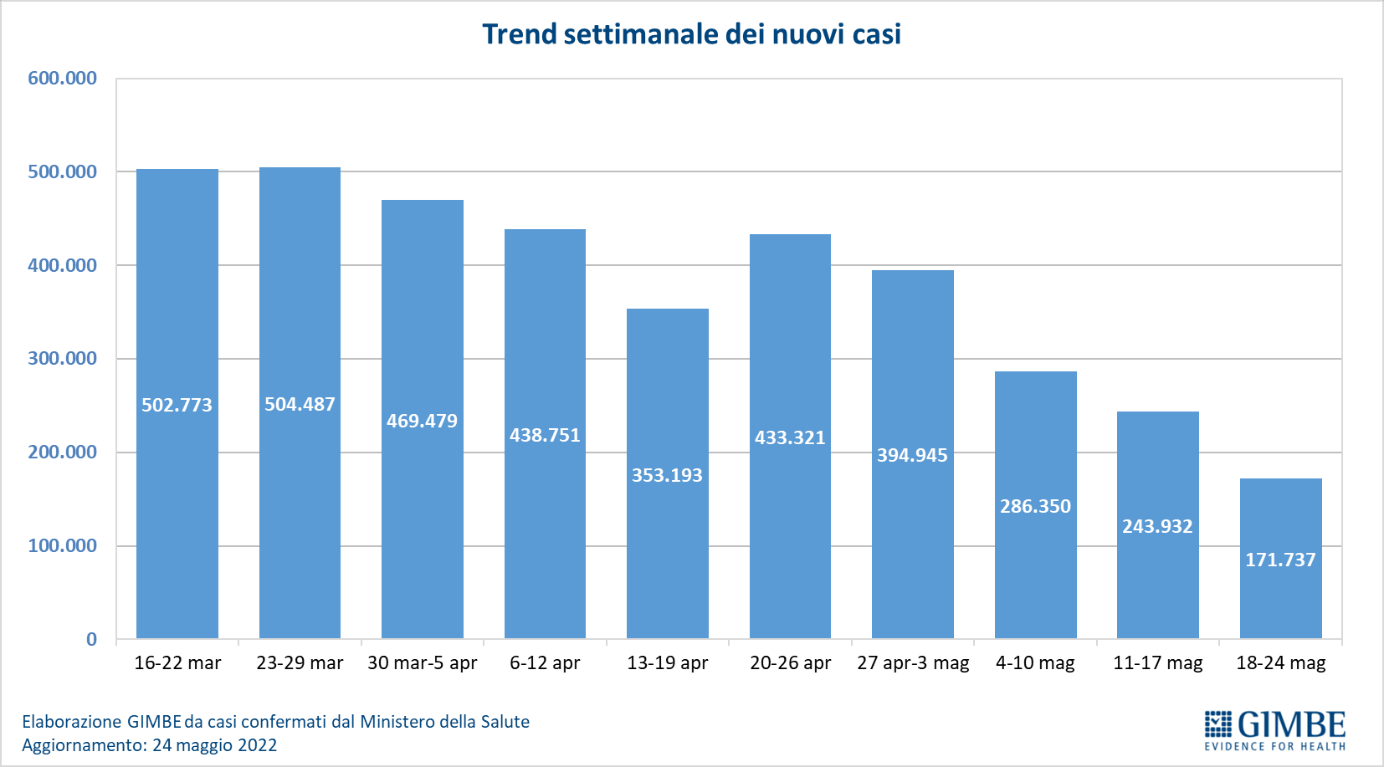 Trend settimanale dei nuovi casi
600.000
500.000
400.000
300.000
200.000
100.000
0
502.773
504.487
469.479
438.751
353.193
433.321
394.945
286.350
243.932
171.737
16-22 mar
23-29 mar
30 mar-5 apr
6-12 apr
13-19 apr
20-26 apr
27 apr-3 mag
4-10 mag
11-17 mag
18-24 mag
Elaborazione GIMBE da casi confermati dal Ministero della Salute
Aggiornamento: 24 maggio 2022
GIMBE
EVIDENCE FOR HEALTH